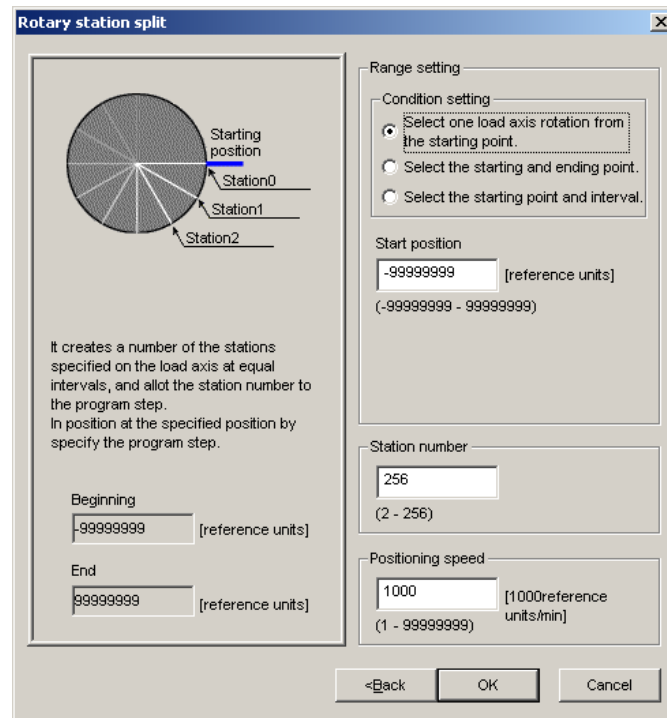 Rotary station split
Starting
position
Station0
Station1
Station2
It creates a number of the stations
specified on the load axis at equal
intervals, and allot the station number to
the program step.
In position at the specified position by
specify the program step.
Beginning
-99999999 [reference units]
End
99999999 [reference units]
Range setting
Condition setting
Select one load axis rotation from
the starting point.
Select the starting and ending point.
Select the starting point and interval.
Start position
-99999999 [reference units]
(-99999999 - 99999999)
Station number
256
(2 - 256)
Positioning speed
1000 [1000reference
units/min]
(1 - 99999999)
<Back OK Cancel